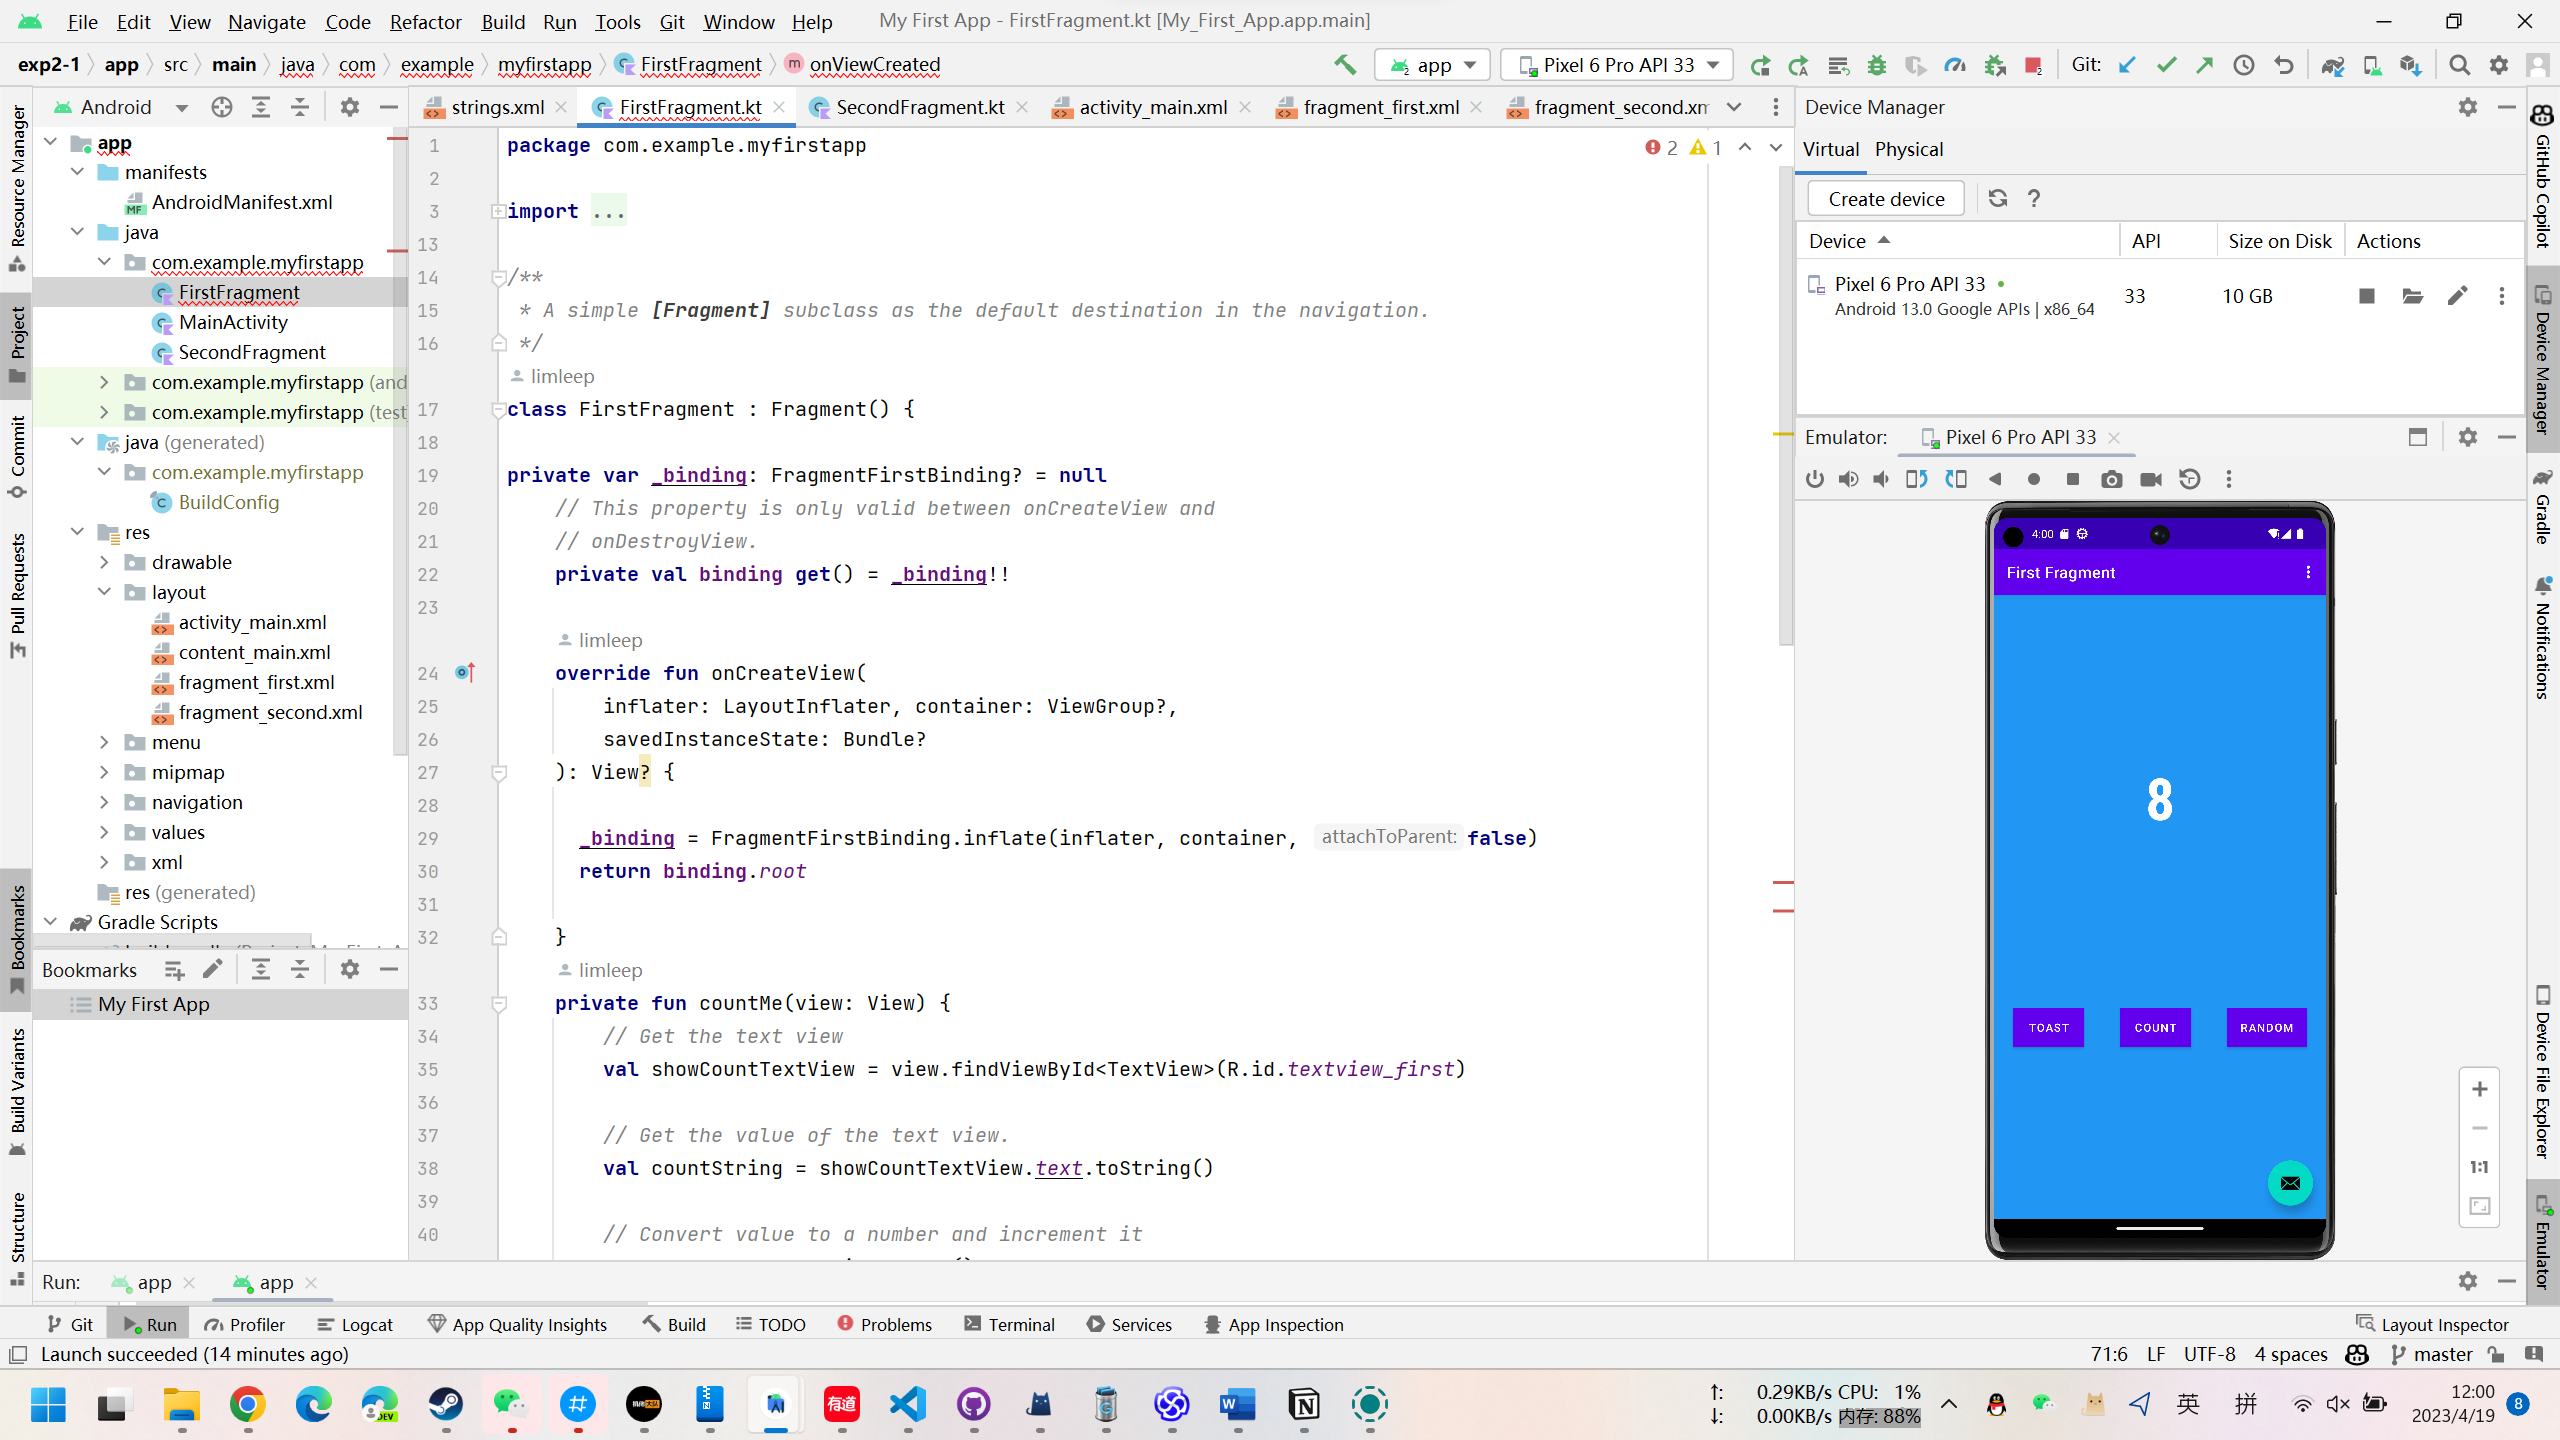 File Edit View Navigate Code Refactor Build Run Tools Git Window Help My First App - FirstFragment.kt [My_First_App.app.main]
exp2-1 app src main java com example myfirstapp FirstFragment onViewCreated
app Pixel 6 Pro API 33 Git:
Android
strings.xml FirstFragment.kt SecondFragment.kt activity_main.xml fragment_first.xml fragment_second.xm
Resource Manager
Project
Commit
Pull Requests
Bookmarks
Build Variants
Structure
app
manifests
AndroidManifest.xml
java
com.example.myfirstapp
FirstFragment
MainActivity
SecondFragment
com.example.myfirstapp (and
com.example.myfirstapp (test
java (generated)
com.example.myfirstapp
BuildConfig
res
drawable
layout
activity_main.xml
content_main.xml
fragment_first.xml
fragment_second.xml
menu
mipmap
navigation
values
xml
res (generated)
Gradle Scripts
Bookmarks
My First App
2 1
1 package com.example.myfirstapp
2
3 import ...
13
14 /**
15 * A simple [Fragment] subclass as the default destination in the navigation.
16 */
limleep
17 class FirstFragment : Fragment() {
18
19 private var _binding: FragmentFirstBinding? = null
20 // This property is only valid between onCreateView and
21 // onDestroyView.
22 private val binding get() = _binding!!
23
limleep
24 override fun onCreateView(
25 inflater: LayoutInflater, container: ViewGroup?,
26 savedInstanceState: Bundle?
27 ): View? {
28
29 _binding = FragmentFirstBinding.inflate(inflater, container, attachToParent: false)
30 return binding.root
31
32 }
limleep
33 private fun countMe(view: View) {
34 // Get the text view
35 val showCountTextView = view.findViewById<TextView>(R.id.textview_first)
36
37 // Get the value of the text view.
38 val countString = showCountTextView.text.toString()
39
40 // Convert value to a number and increment it
Device Manager
Virtual Physical
Create device
Device API Size on Disk Actions
Pixel 6 Pro API 33
Android 13.0 Google APIs | x86_64
33 10 GB
Emulator: Pixel 6 Pro API 33
4:00
First Fragment
8
TOAST COUNT RANDOM
1:1
GitHub Copilot
Device Manager
Gradle
Notifications
Device File Explorer
Emulator
Run: app app
Git Run Profiler Logcat App Quality Insights Build TODO Problems Terminal Services App Inspection Layout Inspector
Launch succeeded (14 minutes ago) 71:6 LF UTF-8 4 spaces master
DEV
有道
↑: 0.29KB/s CPU: 1%
↓: 0.00KB/s 内存: 88%
英 拼
12:00
2023/4/19
8